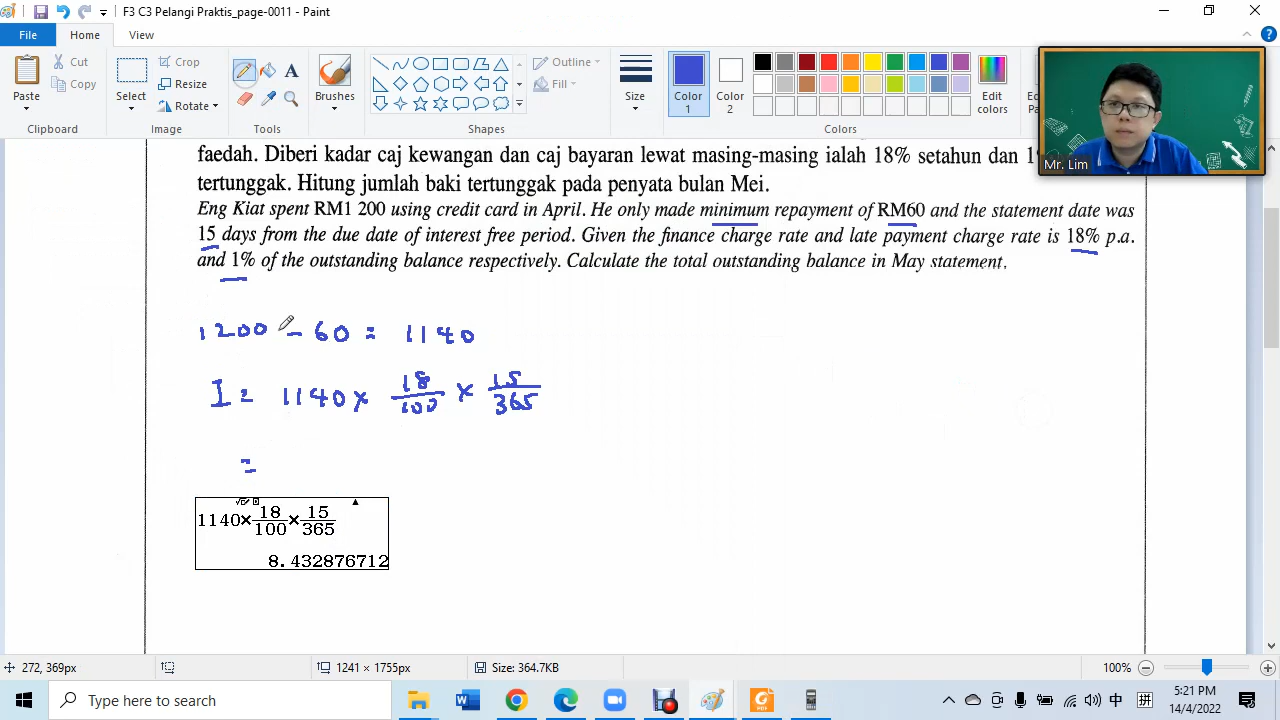 F3 C3 Pelangi Praktis_page-0011 - Paint
File Home View
Paste Cut Copy Clipboard
Select Crop Resize Rotate Image
Tools
Brushes
Outline Fill Shapes
Size
Color 1 Color 2 Colors
Edit colors
Mr. Lim
faedah. Diberi kadar caj kewangan dan caj bayaran lewat masing-masing ialah 18% setahun dan
tertunggak. Hitung jumlah baki tertunggak pada penyata bulan Mei.
Eng Kiat spent RM1 200 using credit card in April. He only made minimum repayment of RM60 and the statement date was
15 days from the due date of interest free period. Given the finance charge rate and late payment charge rate is 18% p.a.
and 1% of the outstanding balance respectively. Calculate the total outstanding balance in May statement.
1200 - 60 = 1140
I = 1140 x 18/100 x 15/365
=
1140×18/100×15/365
8.432876712
272, 369px 1241 × 1755px Size: 364.7KB 100%
Type here to search
中 拼 5:21 PM
14/4/2022